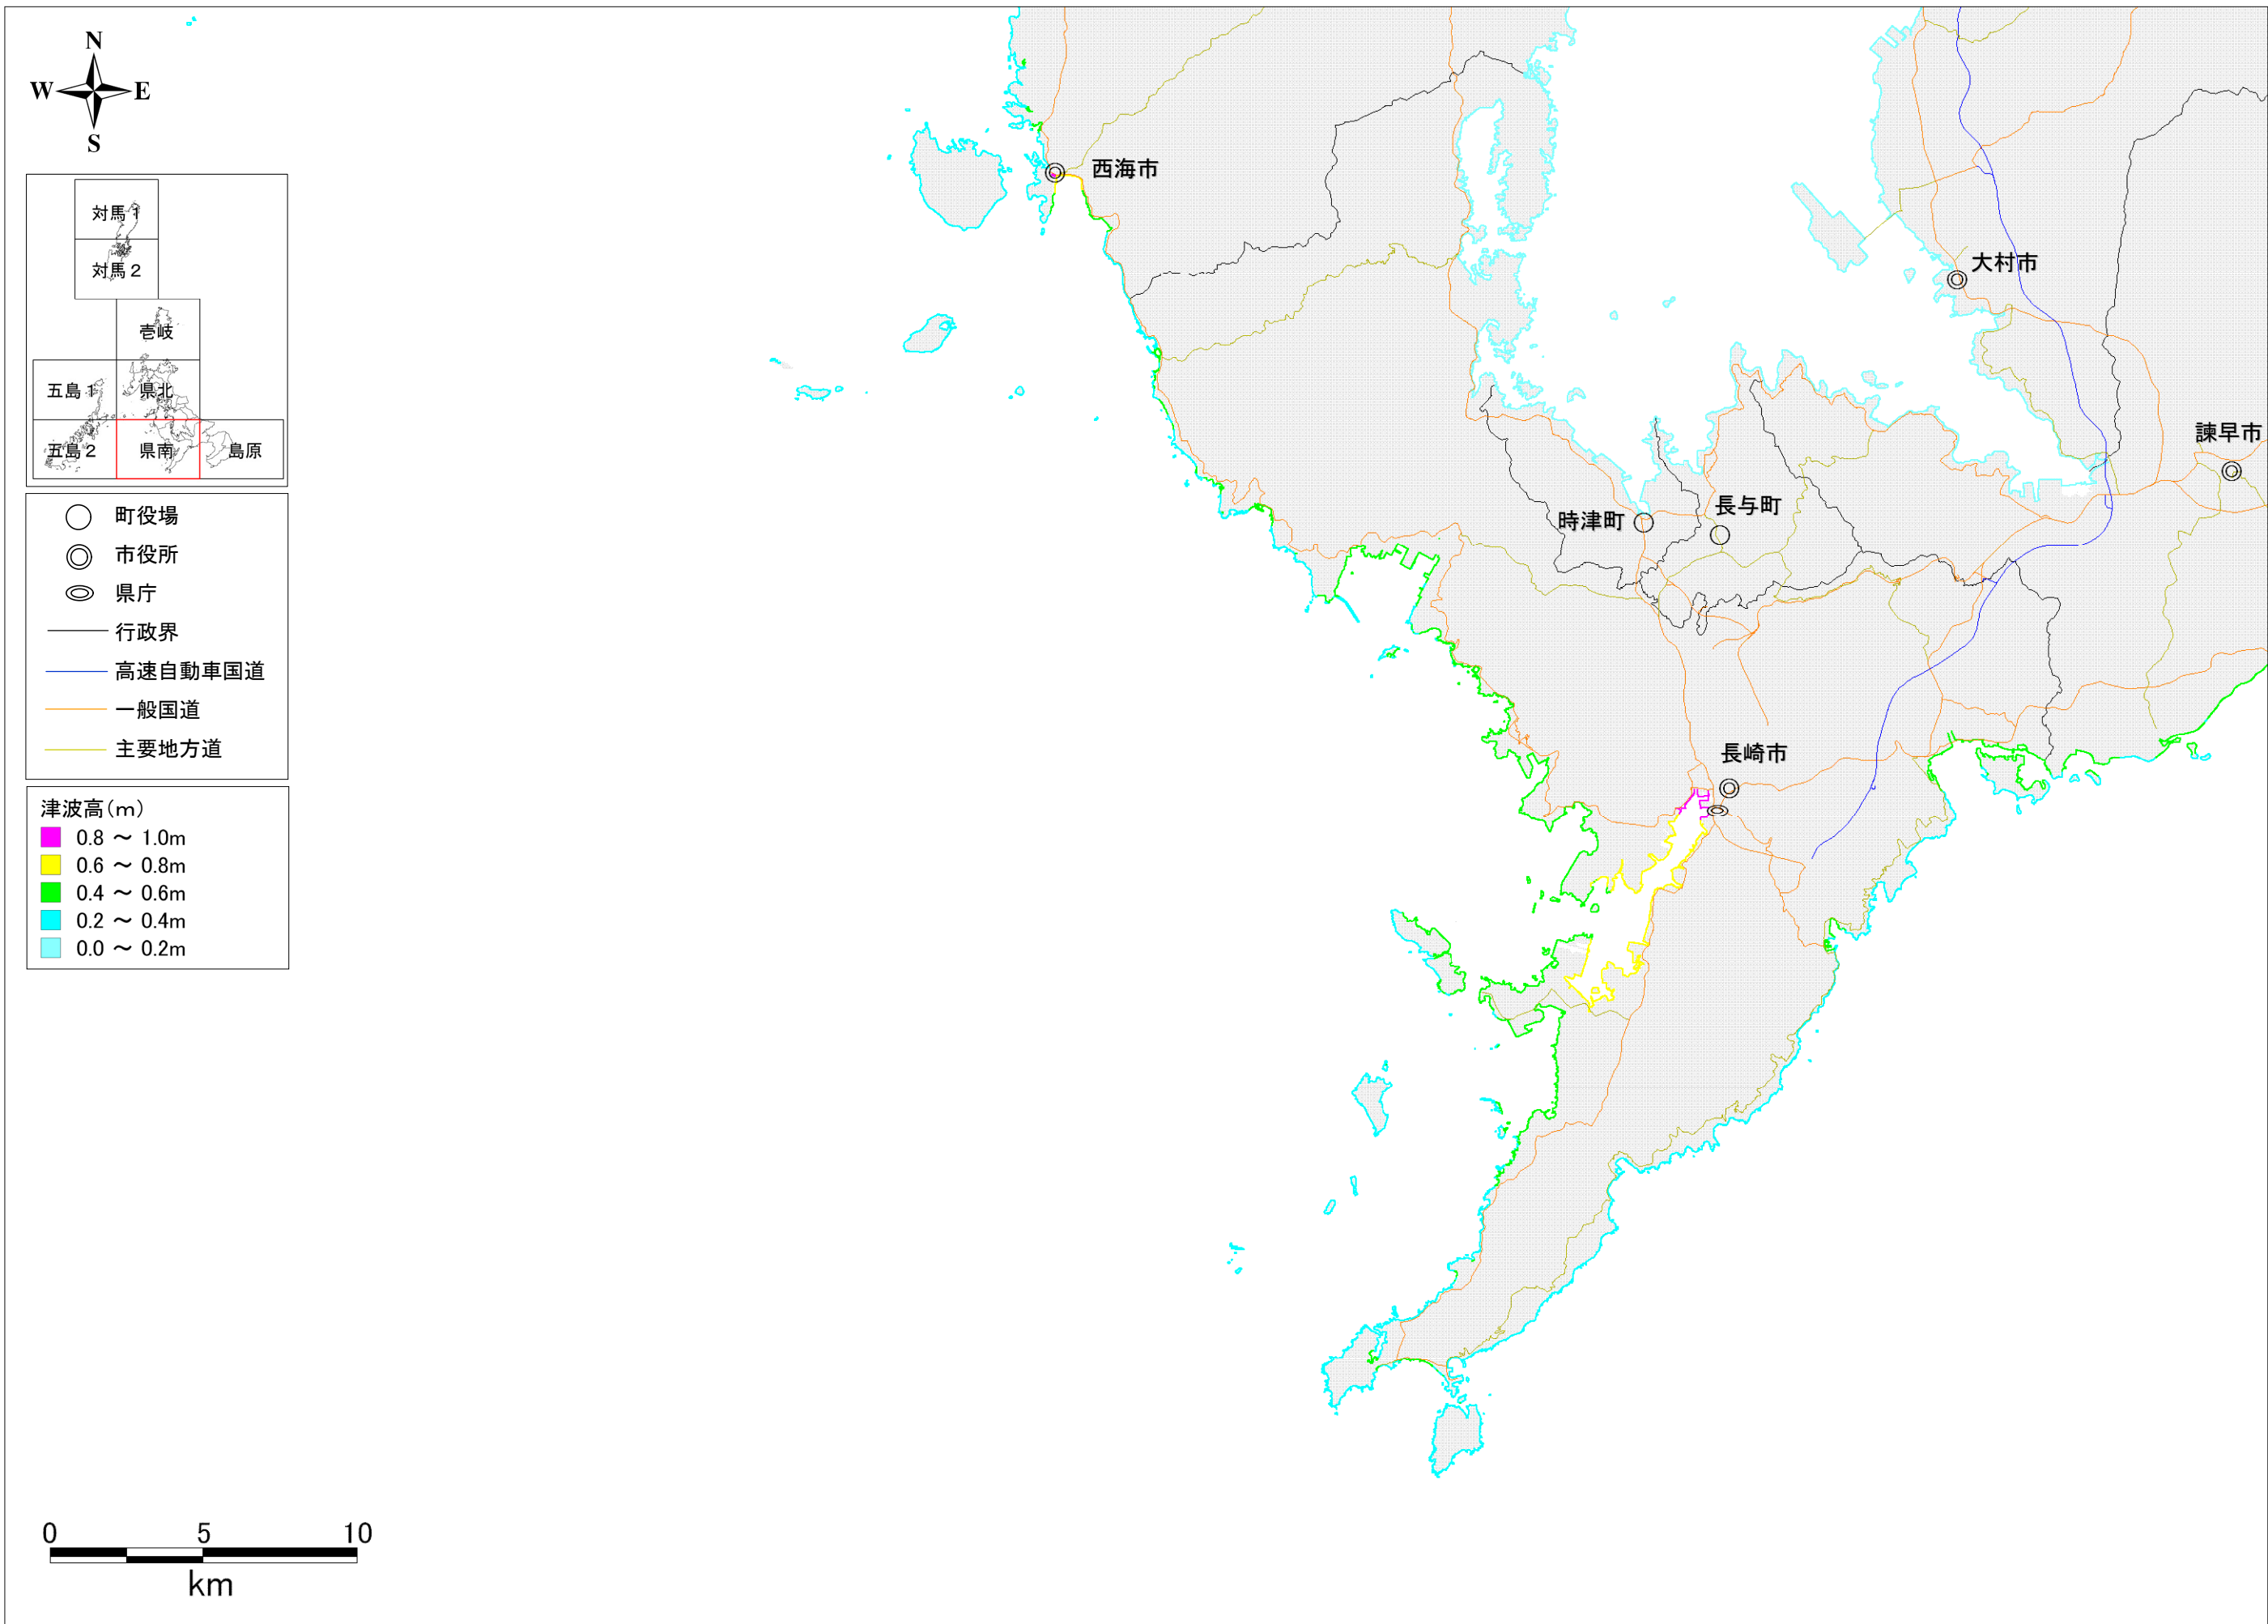 N
W E
S
対馬1
対馬2
壱岐
五島1 県北
五島2 県南 島原
町役場
市役所
県庁
行政界
高速自動車国道
一般国道
主要地方道
津波高(m)
0.8 ～ 1.0m
0.6 ～ 0.8m
0.4 ～ 0.6m
0.2 ～ 0.4m
0.0 ～ 0.2m
西海市
大村市
諫早市
長与町
時津町
長崎市
0 5 10
km